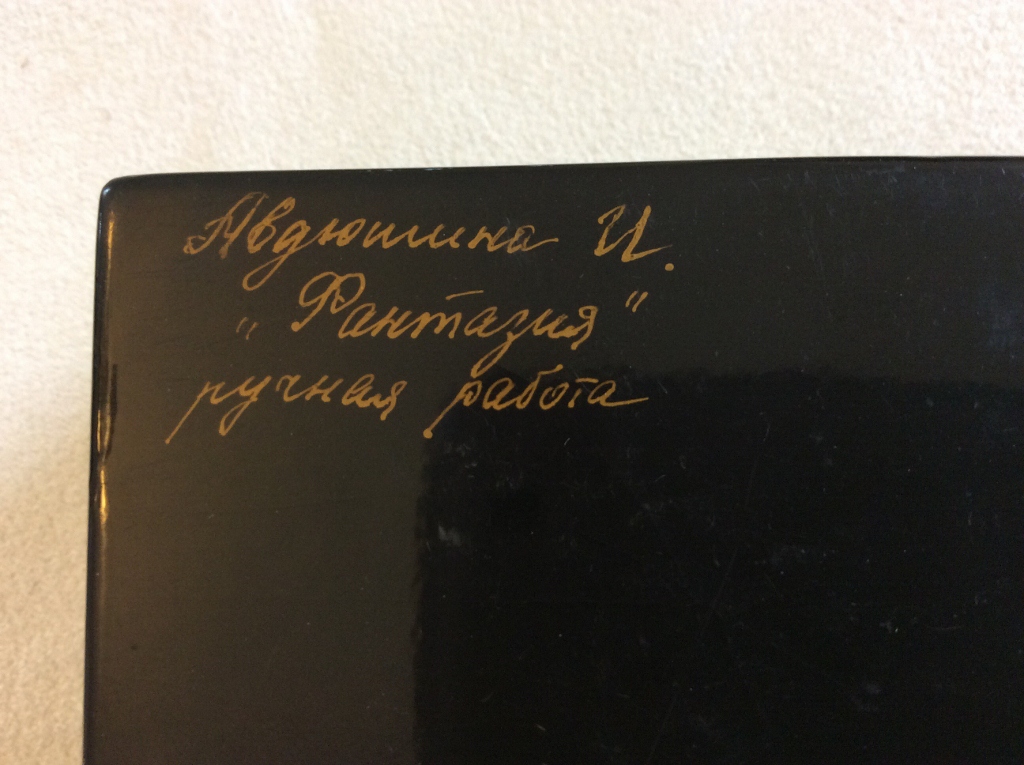 Авдюшина И.
"Фантазия"
ручная работа